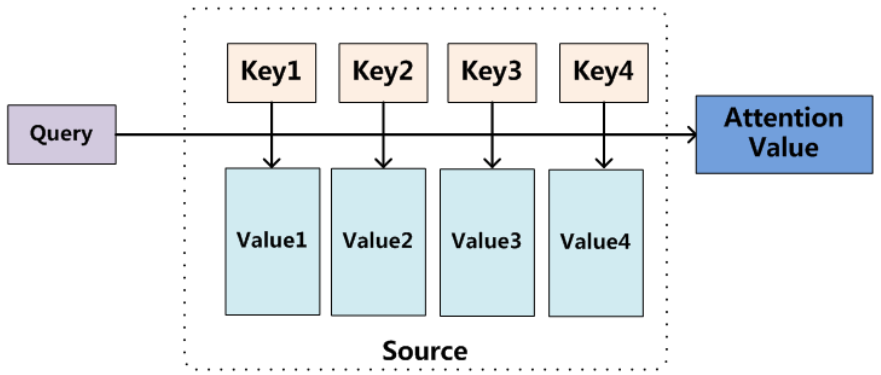 Key1 Key2 Key3 Key4
Query
Attention
Value
Value1 Value2 Value3 Value4
Source